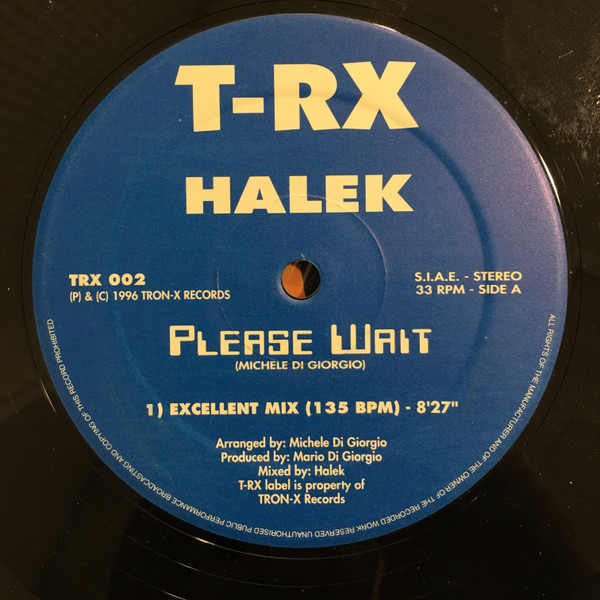 T-RX
HALEK
TRX 002
(P) & (C) 1996 TRON-X RECORDS
S.I.A.E. - STEREO
33 RPM - SIDE A
PLEASE WAIT
(MICHELE DI GIORGIO)
1) EXCELLENT MIX (135 BPM) - 8'27"
Arranged by: Michele Di Giorgio
Produced by: Mario Di Giorgio
Mixed by: Halek
T-RX label is property of
TRON-X Records
ALL RIGHTS OF THE MANUFACTURER AND OF THE OWNER OF THE RECORDED WORK RESERVED UNAUTHORISED PUBLIC PERFORMANCE BROADCASTING AND COPYING OF THIS RECORD PROHIBITED